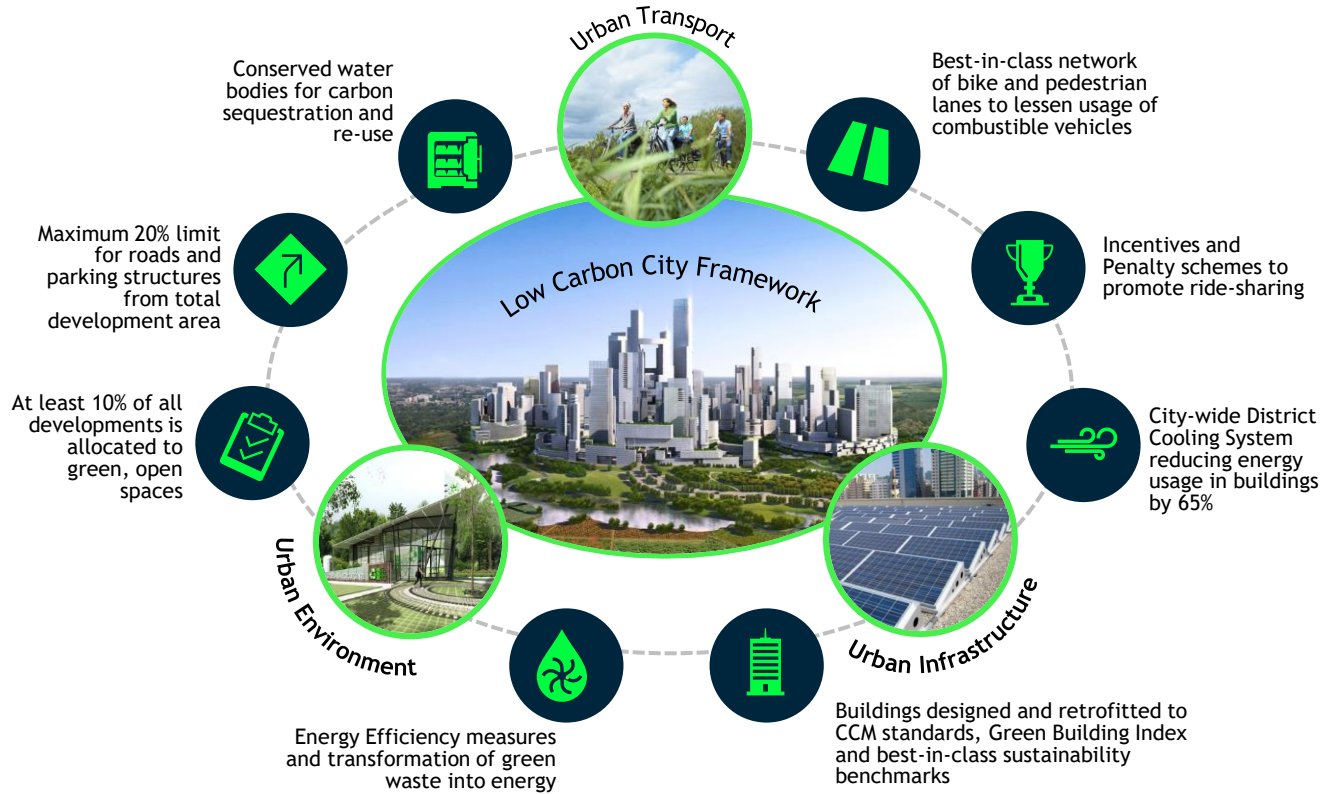 Urban Transport
Conserved water
bodies for carbon
sequestration and
re-use
Best-in-class network
of bike and pedestrian
lanes to lessen usage of
combustible vehicles
Maximum 20% limit
for roads and
parking structures
from total
development area
Low Carbon City Framework
Incentives and
Penalty schemes to
promote ride-sharing
At least 10% of all
developments is
allocated to
green, open
spaces
City-wide District
Cooling System
reducing energy
usage in buildings
by 65%
Urban Environment
Urban Infrastructure
Energy Efficiency measures
and transformation of green
waste into energy
Buildings designed and retrofitted to
CCM standards, Green Building Index
and best-in-class sustainability
benchmarks